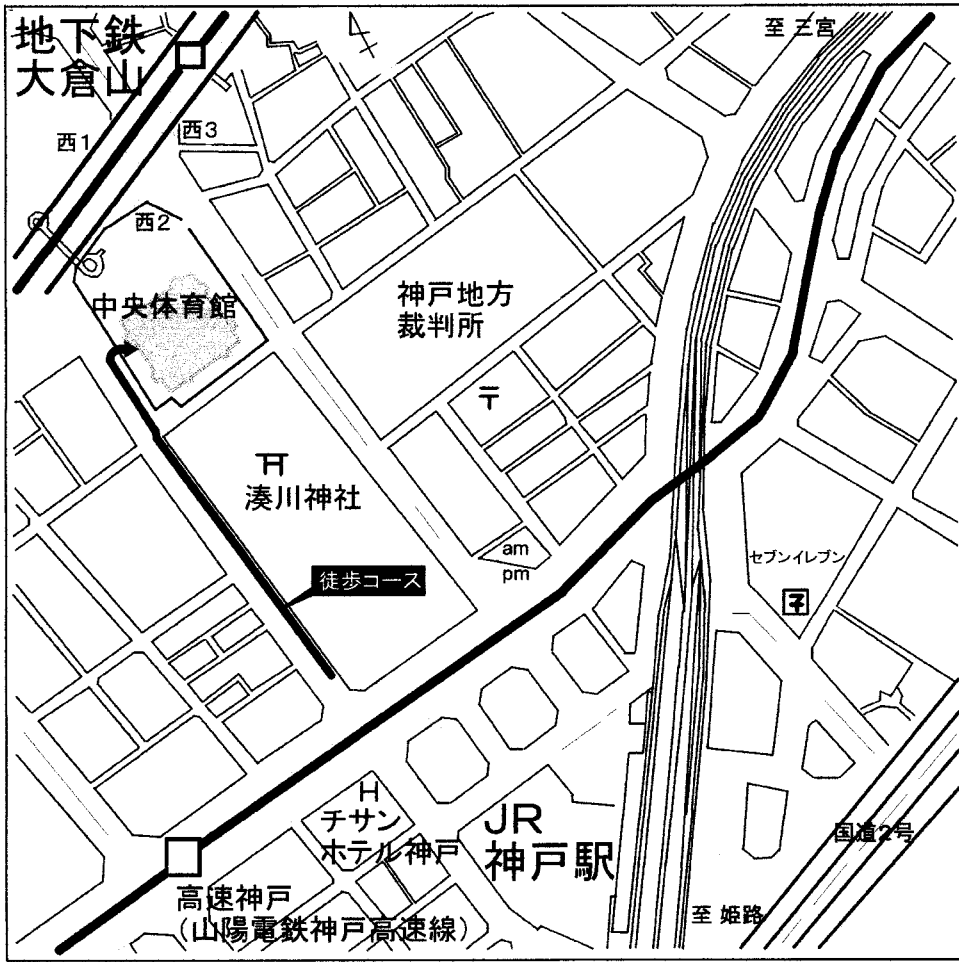 地下鉄
大倉山
至 三宮
西1
西3
西2
中央体育館
神戸地方
裁判所
〒
湊川神社
am
pm
セブンイレブン
徒歩コース
H
チサン
ホテル神戸
JR
神戸駅
国道2号
高速神戸
(山陽電鉄神戸高速線)
至 姫路